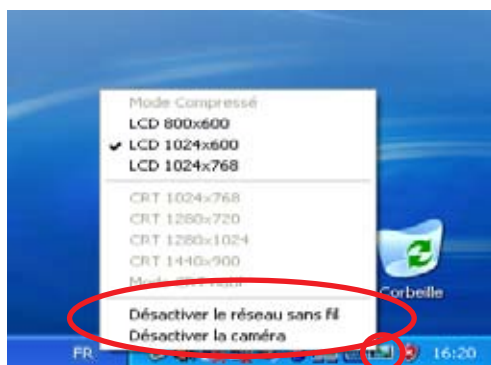 Mode Compressé
LCD 800x600
LCD 1024x600
LCD 1024x768
CRT 1024x768
CRT 1280x720
CRT 1280x1024
CRT 1440x900
Mode
Corbeille
Désactiver le réseau sans fil
Désactiver la caméra
FR
16:20